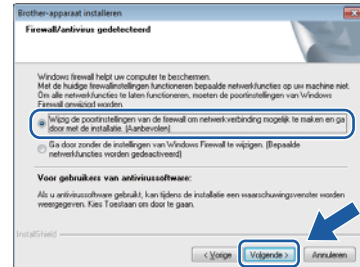 Brother-apparaat installeren
Firewall/antivirus gedetecteerd
Windows firewall helpt uw computer te beschermen.
Met de huidige firewallinstellingen functioneren bepaalde netwerkfuncties op uw machine niet.
Om alle netwerkfuncties te laten functioneren, moeten de poortinstellingen van Windows
Firewall gewijzigd worden.
Wijzig de poortinstellingen van de firewall om netwerkverbinding mogelijk te maken en ga
door met de installatie. (Aanbevolen)
Ga door zonder de instellingen van Windows Firewall te wijzigen. (Bepaalde
netwerkfuncties worden gedeactiveerd)
Voor gebruikers van antivirussoftware:
Als u antivirussoftware gebruikt, kan tijdens de installatie een waarschuwingsvenster worden
weergegeven. Kies Toestaan om door te gaan.
InstallShield
< Vorige
Volgende >
Annuleren